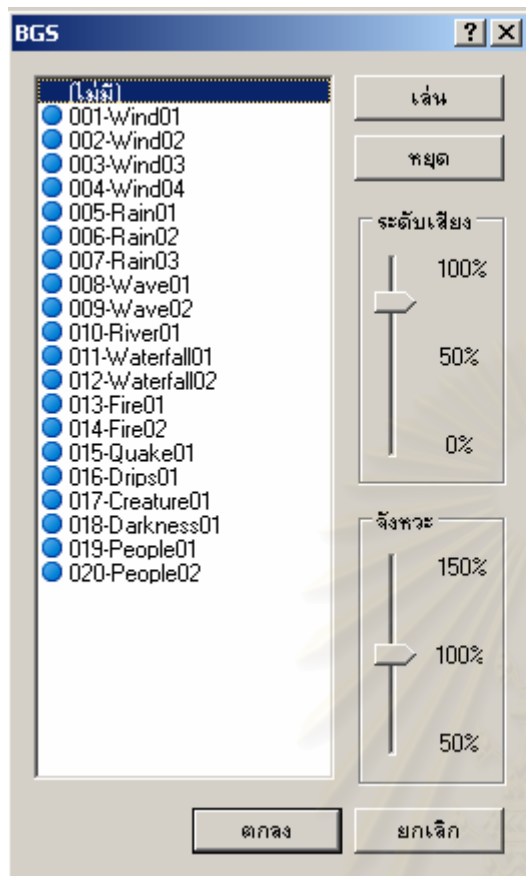 BGS
(ไม่มี)
001-Wind01
002-Wind02
003-Wind03
004-Wind04
005-Rain01
006-Rain02
007-Rain03
008-Wave01
009-Wave02
010-River01
011-Waterfall01
012-Waterfall02
013-Fire01
014-Fire02
015-Quake01
016-Drips01
017-Creature01
018-Darkness01
019-People01
020-People02
เล่น
หยุด
ระดับเสียง
100%
50%
0%
จังหวะ
150%
100%
50%
ตกลง
ยกเลิก